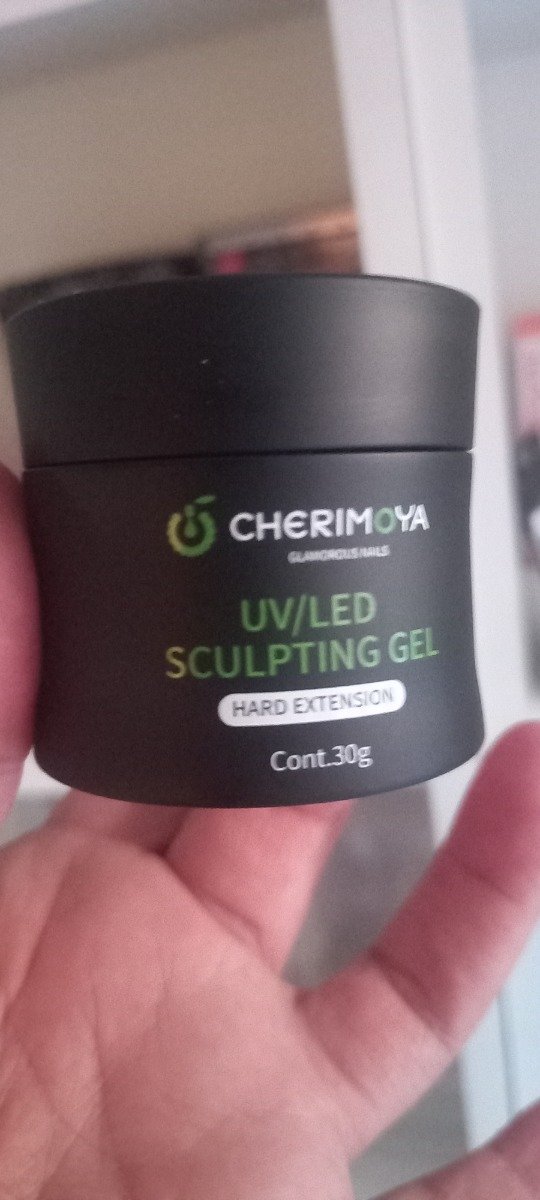 CHERIMOYA
GLAMOROUS NAILS
UV/LED
SCULPTING GEL
HARD EXTENSION
Cont.30g